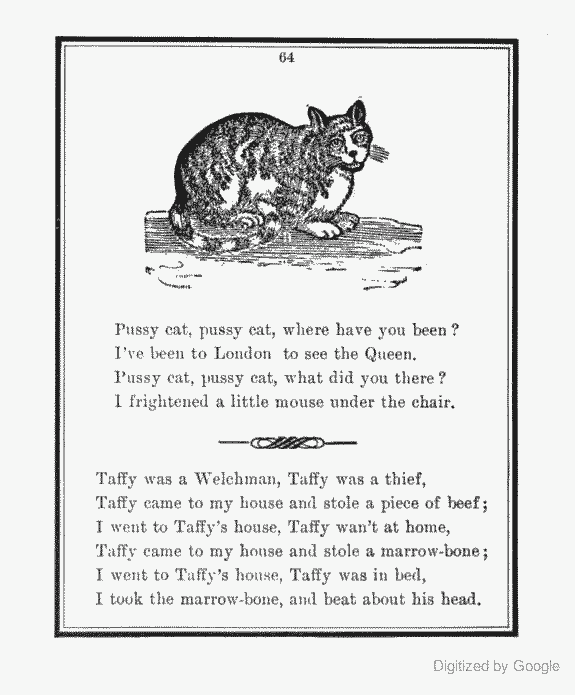 64
Pussy cat, pussy cat, where have you been?
I've been to London to see the Queen.
Pussy cat, pussy cat, what did you there?
I frightened a little mouse under the chair.
Taffy was a Welchman, Taffy was a thief,
Taffy came to my house and stole a piece of beef;
I went to Taffy's house, Taffy wan't at home,
Taffy came to my house and stole a marrow-bone;
I went to Taffy's house, Taffy was in bed,
I took the marrow-bone, and beat about his head.
Digitized by Google